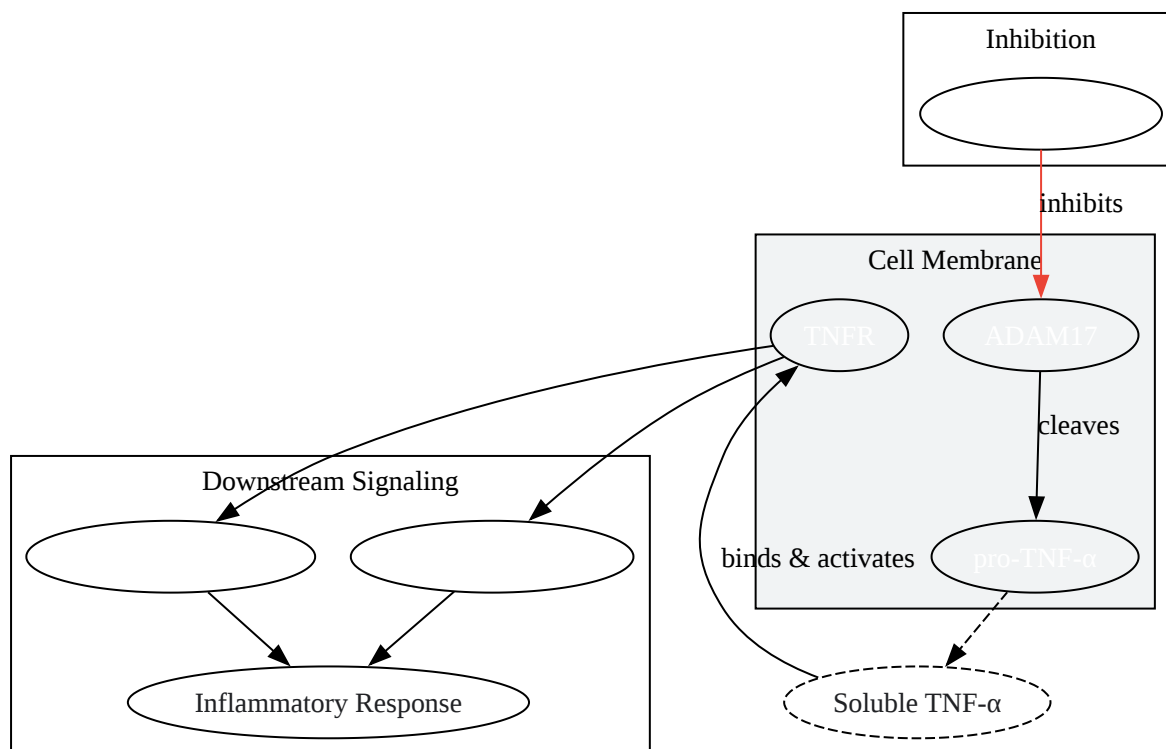 Inhibition
inhibits
Cell Membrane
TNFR
ADAM17
cleaves
Downstream Signaling
binds & activates
pro-TNF-α
Inflammatory Response
Soluble TNF-α